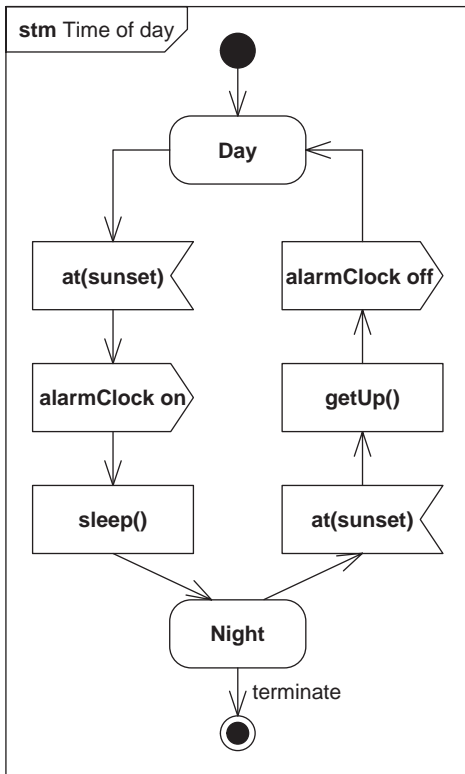 stm Time of day
Day
at(sunset)
alarmClock off
alarmClock on
getUp()
sleep()
at(sunset)
Night
terminate